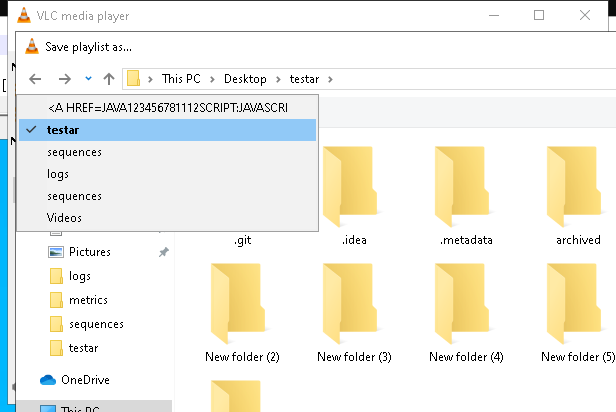 VLC media player
Save playlist as...
This PC > Desktop > testar >
<A HREF=JAVA123456781112SCRIPT:JAVASCRI
testar
sequences
logs
sequences
Videos
Pictures
logs
metrics
sequences
testar
OneDrive
This PC
.git
.idea
.metadata
archived
New folder (2)
New folder (3)
New folder (4)
New folder (5)